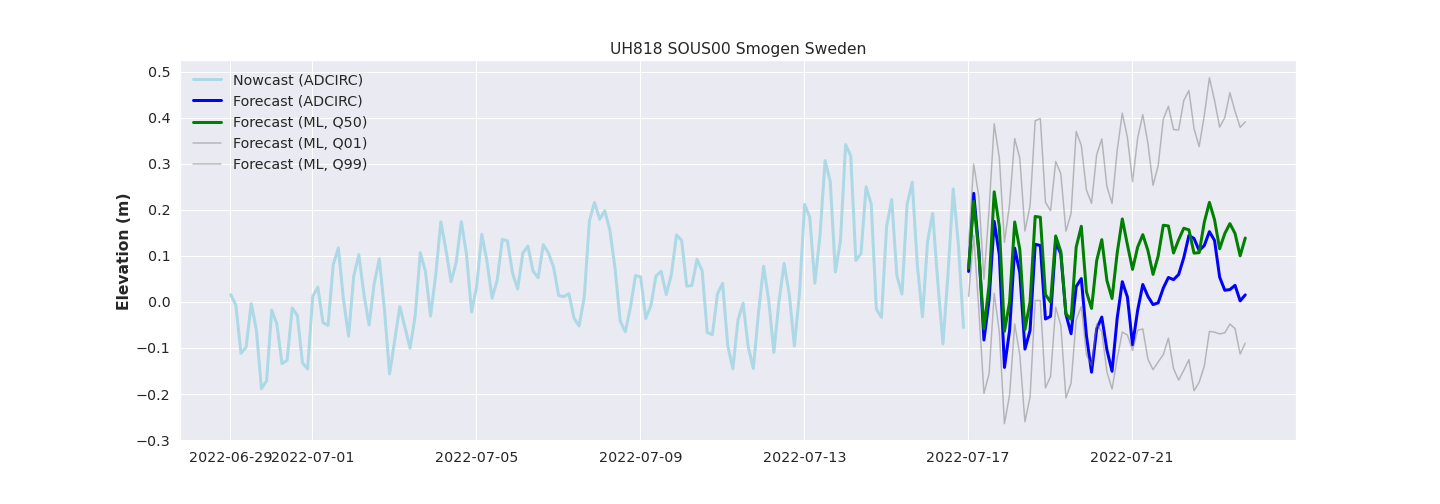 UH818 SOUS00 Smogen Sweden
Nowcast (ADCIRC)
Forecast (ADCIRC)
Forecast (ML, Q50)
Forecast (ML, Q01)
Forecast (ML, Q99)
Elevation (m)
0.5
0.4
0.3
0.2
0.1
0.0
−0.1
−0.2
−0.3
2022-06-29 2022-07-01 2022-07-05 2022-07-09 2022-07-13 2022-07-17 2022-07-21